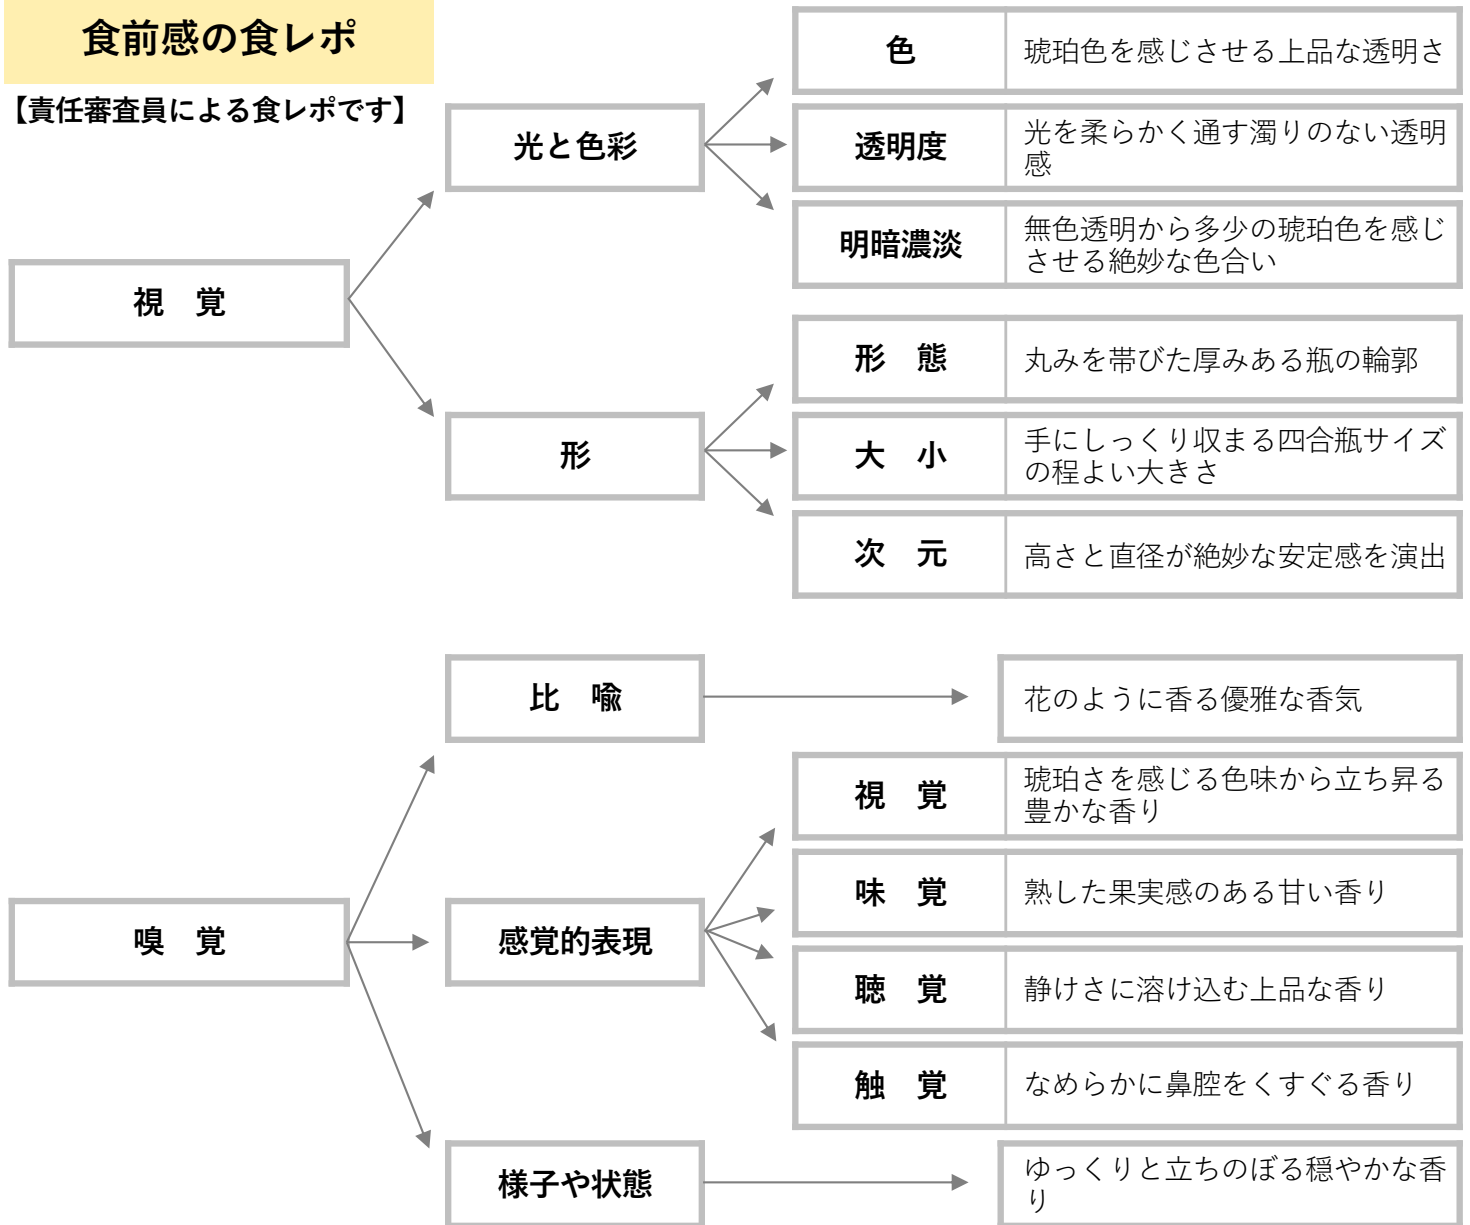 食前感の食レポ
【責任審査員による食レポです】
視　覚
光と色彩
色
琥珀色を感じさせる上品な透明さ
透明度
光を柔らかく通す濁りのない透明
感
明暗濃淡
無色透明から多少の琥珀色を感じ
させる絶妙な色合い
形
形　態
丸みを帯びた厚みある瓶の輪郭
大　小
手にしっくり収まる四合瓶サイズ
の程よい大きさ
次　元
高さと直径が絶妙な安定感を演出
嗅　覚
比　喩
花のように香る優雅な香気
感覚的表現
視　覚
琥珀さを感じる色味から立ち昇る
豊かな香り
味　覚
熟した果実感のある甘い香り
聴　覚
静けさに溶け込む上品な香り
触　覚
なめらかに鼻腔をくすぐる香り
様子や状態
ゆっくりと立ちのぼる穏やかな香
り